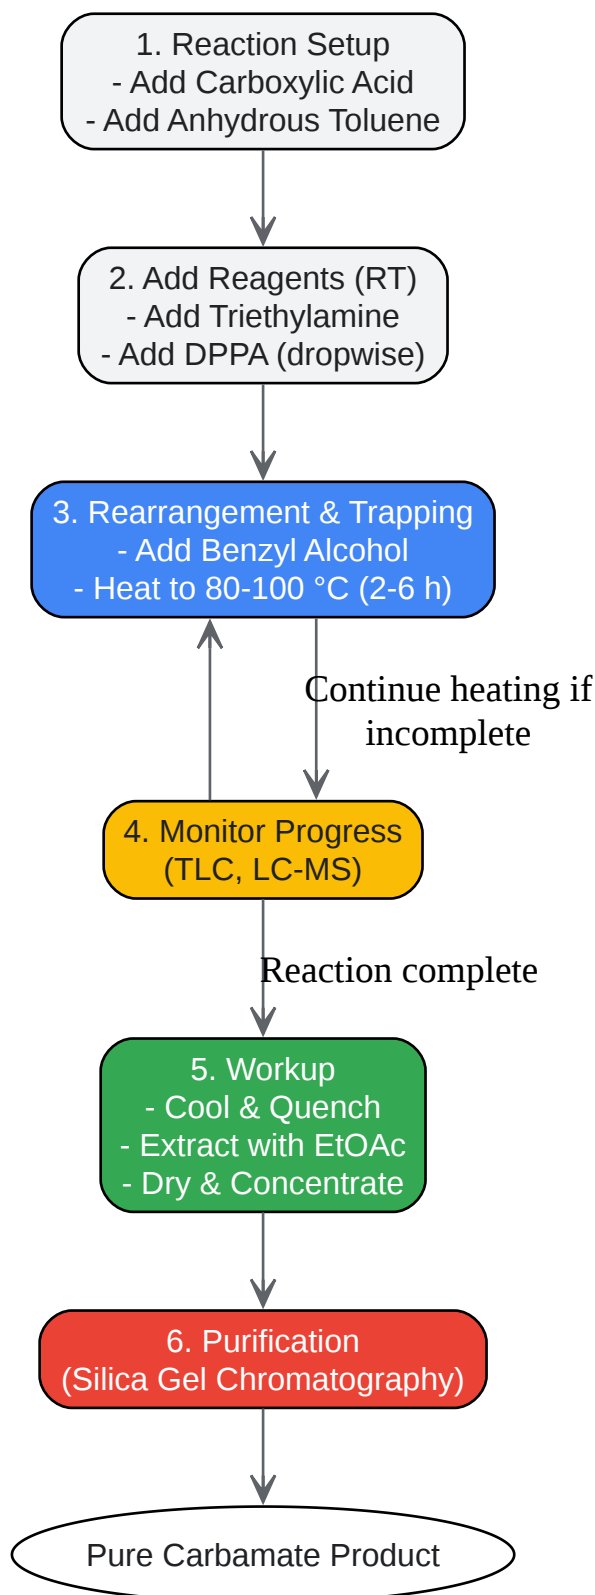 1. Reaction Setup
- Add Carboxylic Acid
- Add Anhydrous Toluene
2. Add Reagents (RT)
- Add Triethylamine
- Add DPPA (dropwise)
3. Rearrangement & Trapping
- Add Benzyl Alcohol
- Heat to 80-100 °C (2-6 h)
Continue heating if
incomplete
4. Monitor Progress
(TLC, LC-MS)
Reaction complete
5. Workup
- Cool & Quench
- Extract with EtOAc
- Dry & Concentrate
6. Purification
(Silica Gel Chromatography)
Pure Carbamate Product